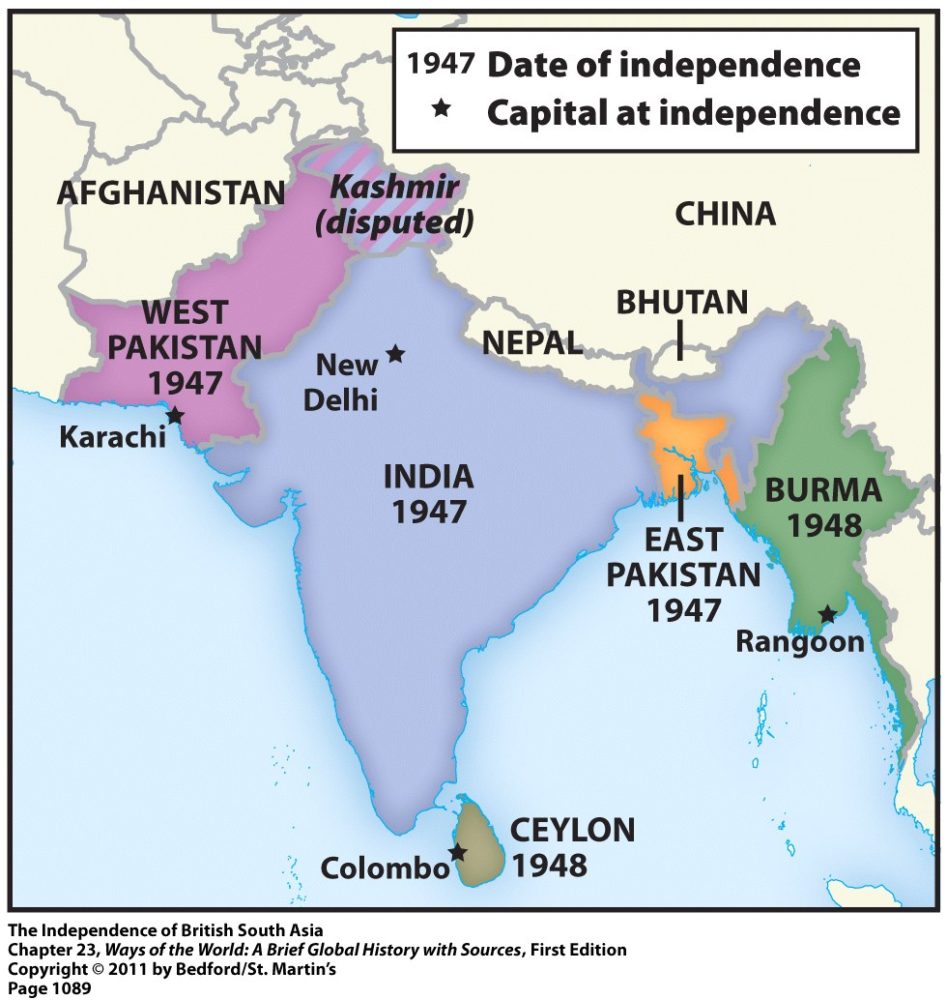 1947 Date of independence
★ Capital at independence
AFGHANISTAN
Kashmir
(disputed)
CHINA
WEST
PAKISTAN
1947
BHUTAN
NEPAL
New
Delhi
Karachi
INDIA
1947
BURMA
1948
EAST
PAKISTAN
1947
Rangoon
CEYLON
1948
Colombo
The Independence of British South Asia
Chapter 23, Ways of the World: A Brief Global History with Sources, First Edition
Copyright © 2011 by Bedford/St. Martin's
Page 1089